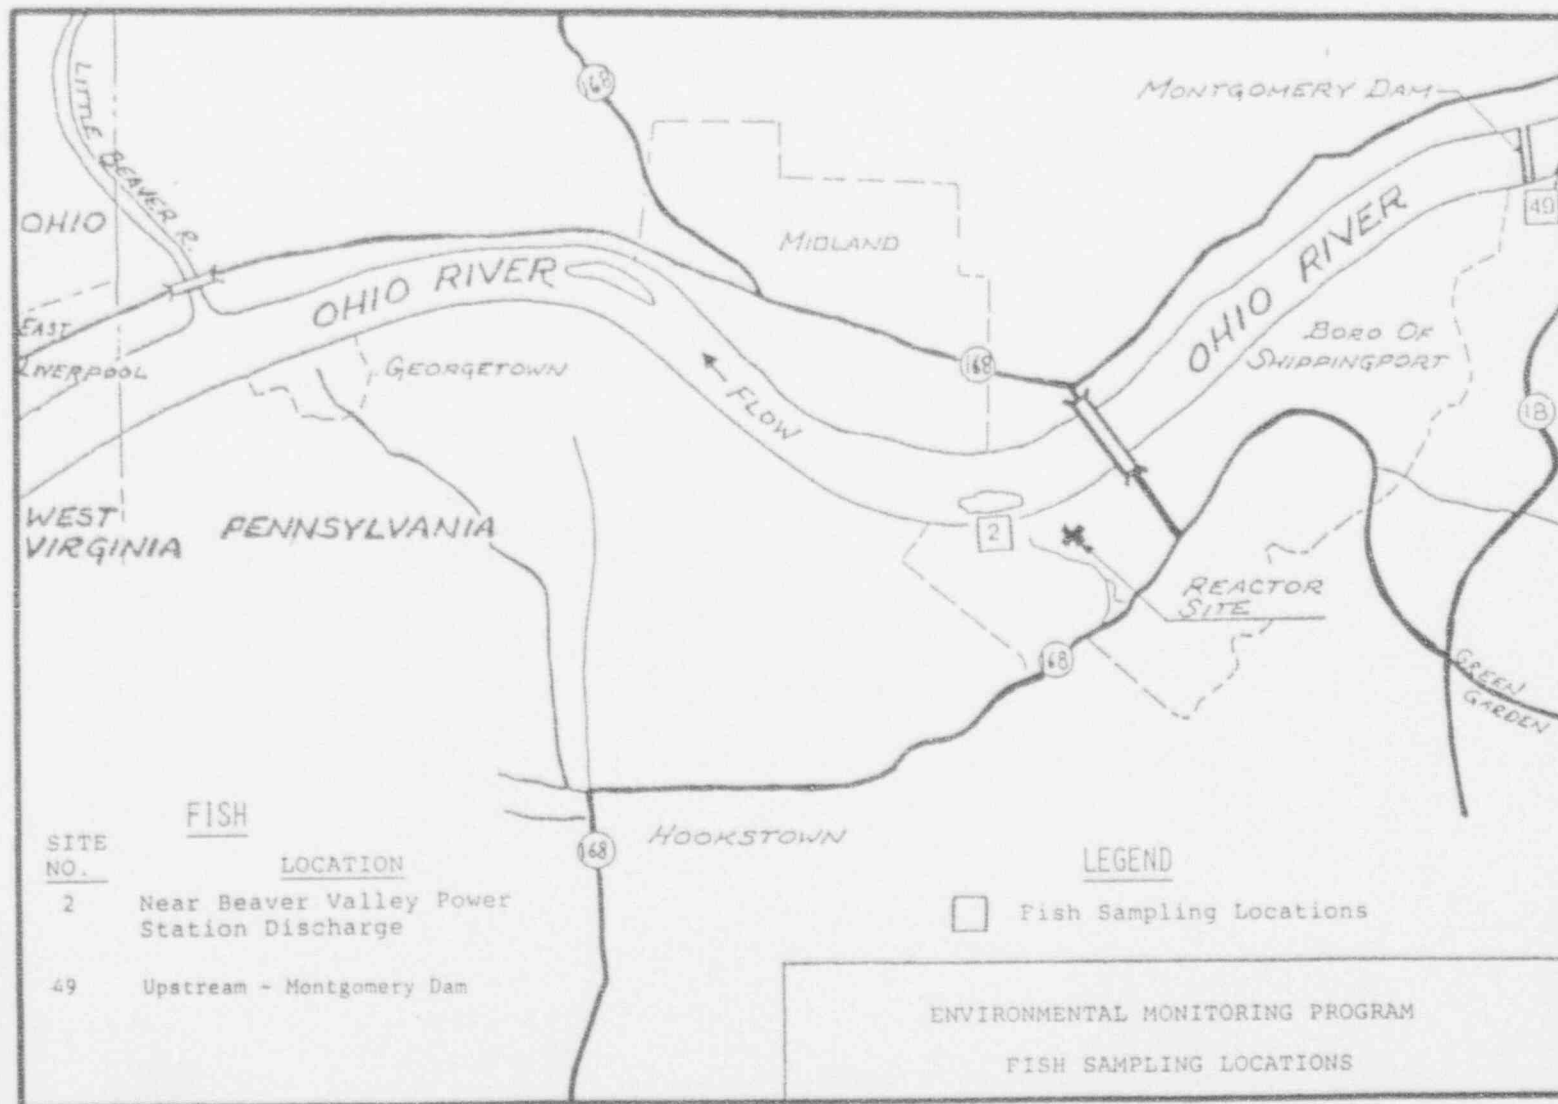 168
MONTGOMERY DAM
LITTLE BEAVER R.
49
OHIO
MIDLAND
OHIO RIVER
OHIO RIVER
BORO OF
SHIPPINGPORT
EAST
LIVERPOOL
GEORGETOWN
FLOW
168
18
WEST
VIRGINIA
PENNSYLVANIA
2
REACTOR
SITE
168
GREEN
GARDEN
HOOKSTOWN
168
FISH
SITE
NO.
LOCATION
2 Near Beaver Valley Power
Station Discharge
49 Upstream - Montgomery Dam
LEGEND
Fish Sampling Locations
ENVIRONMENTAL MONITORING PROGRAM
FISH SAMPLING LOCATIONS